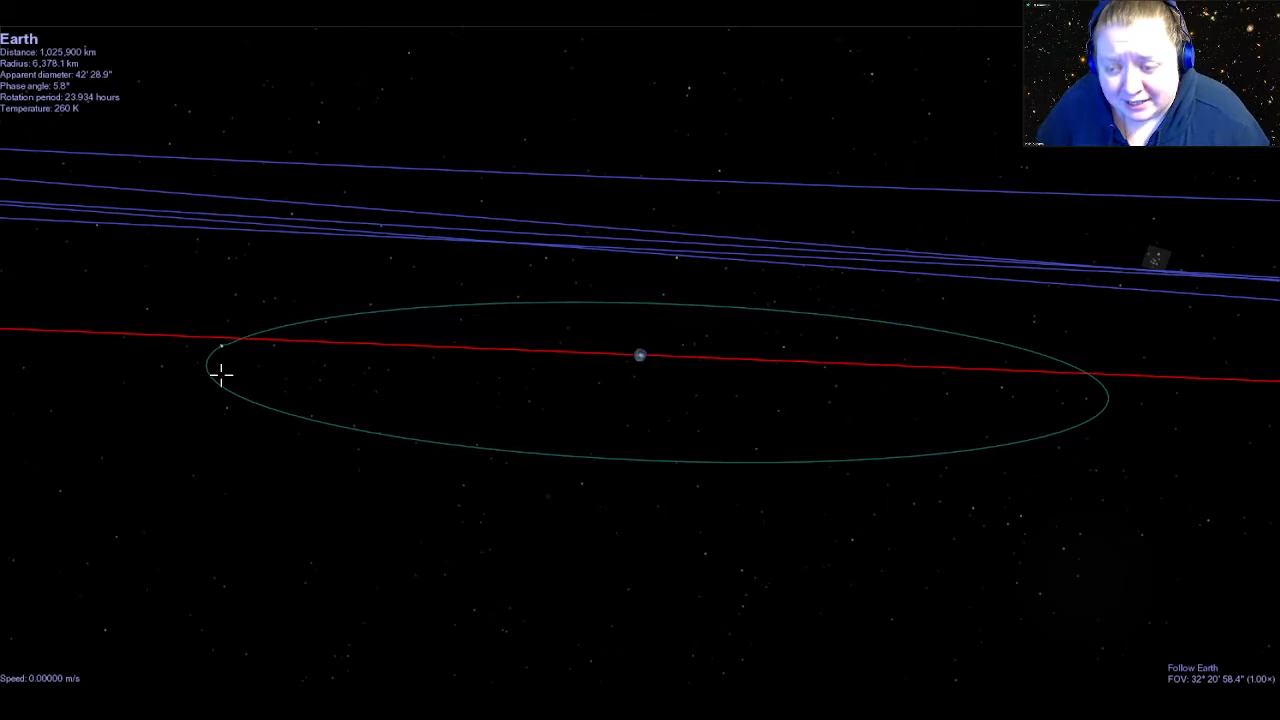 Earth
Distance: 1,025,900 km
Radius: 6,378.1 km
Apparent diameter: 42' 28.9"
Phase angle: 5.8°
Rotation period: 23.934 hours
Temperature: 260 K
Speed: 0.00000 m/s
Follow Earth
FOV: 32° 20' 58.4" (1.00×)